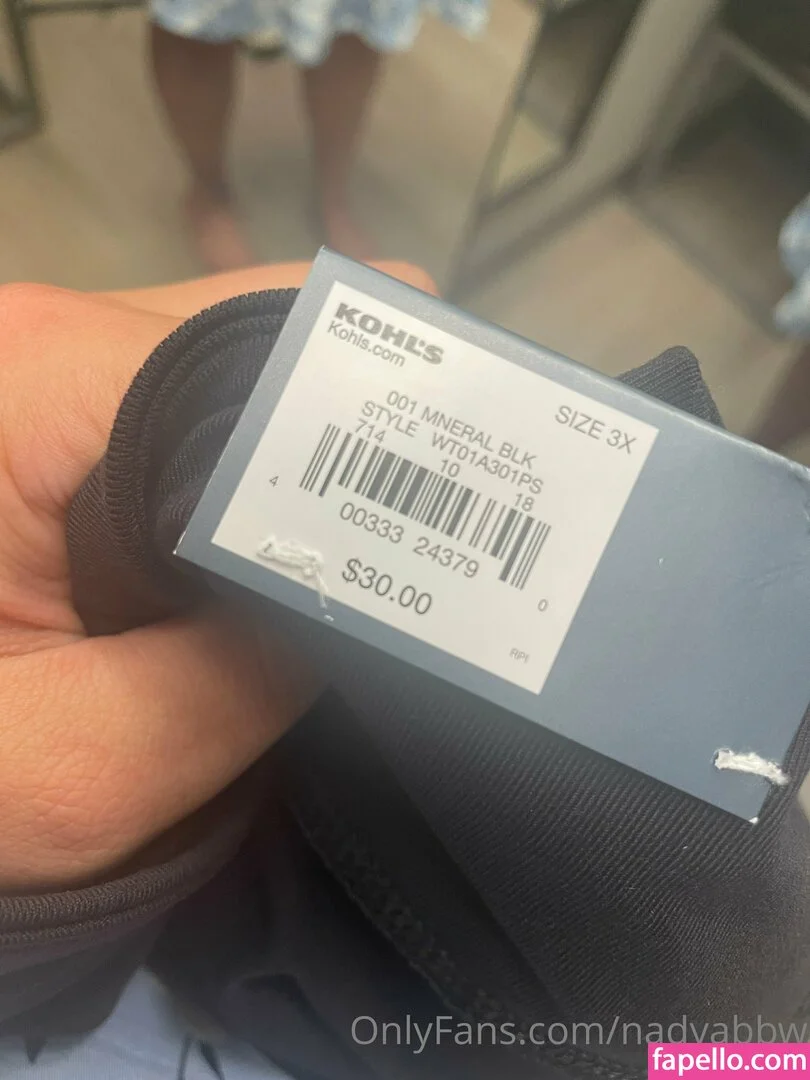 KOHL'S
Kohls.com
SIZE 3X
001 MNERAL BLK
STYLE WT01A301PS
714 10 18
4 00333 24379 0
$30.00
RPI
OnlyFans.com/nadyabbw
fapello.com